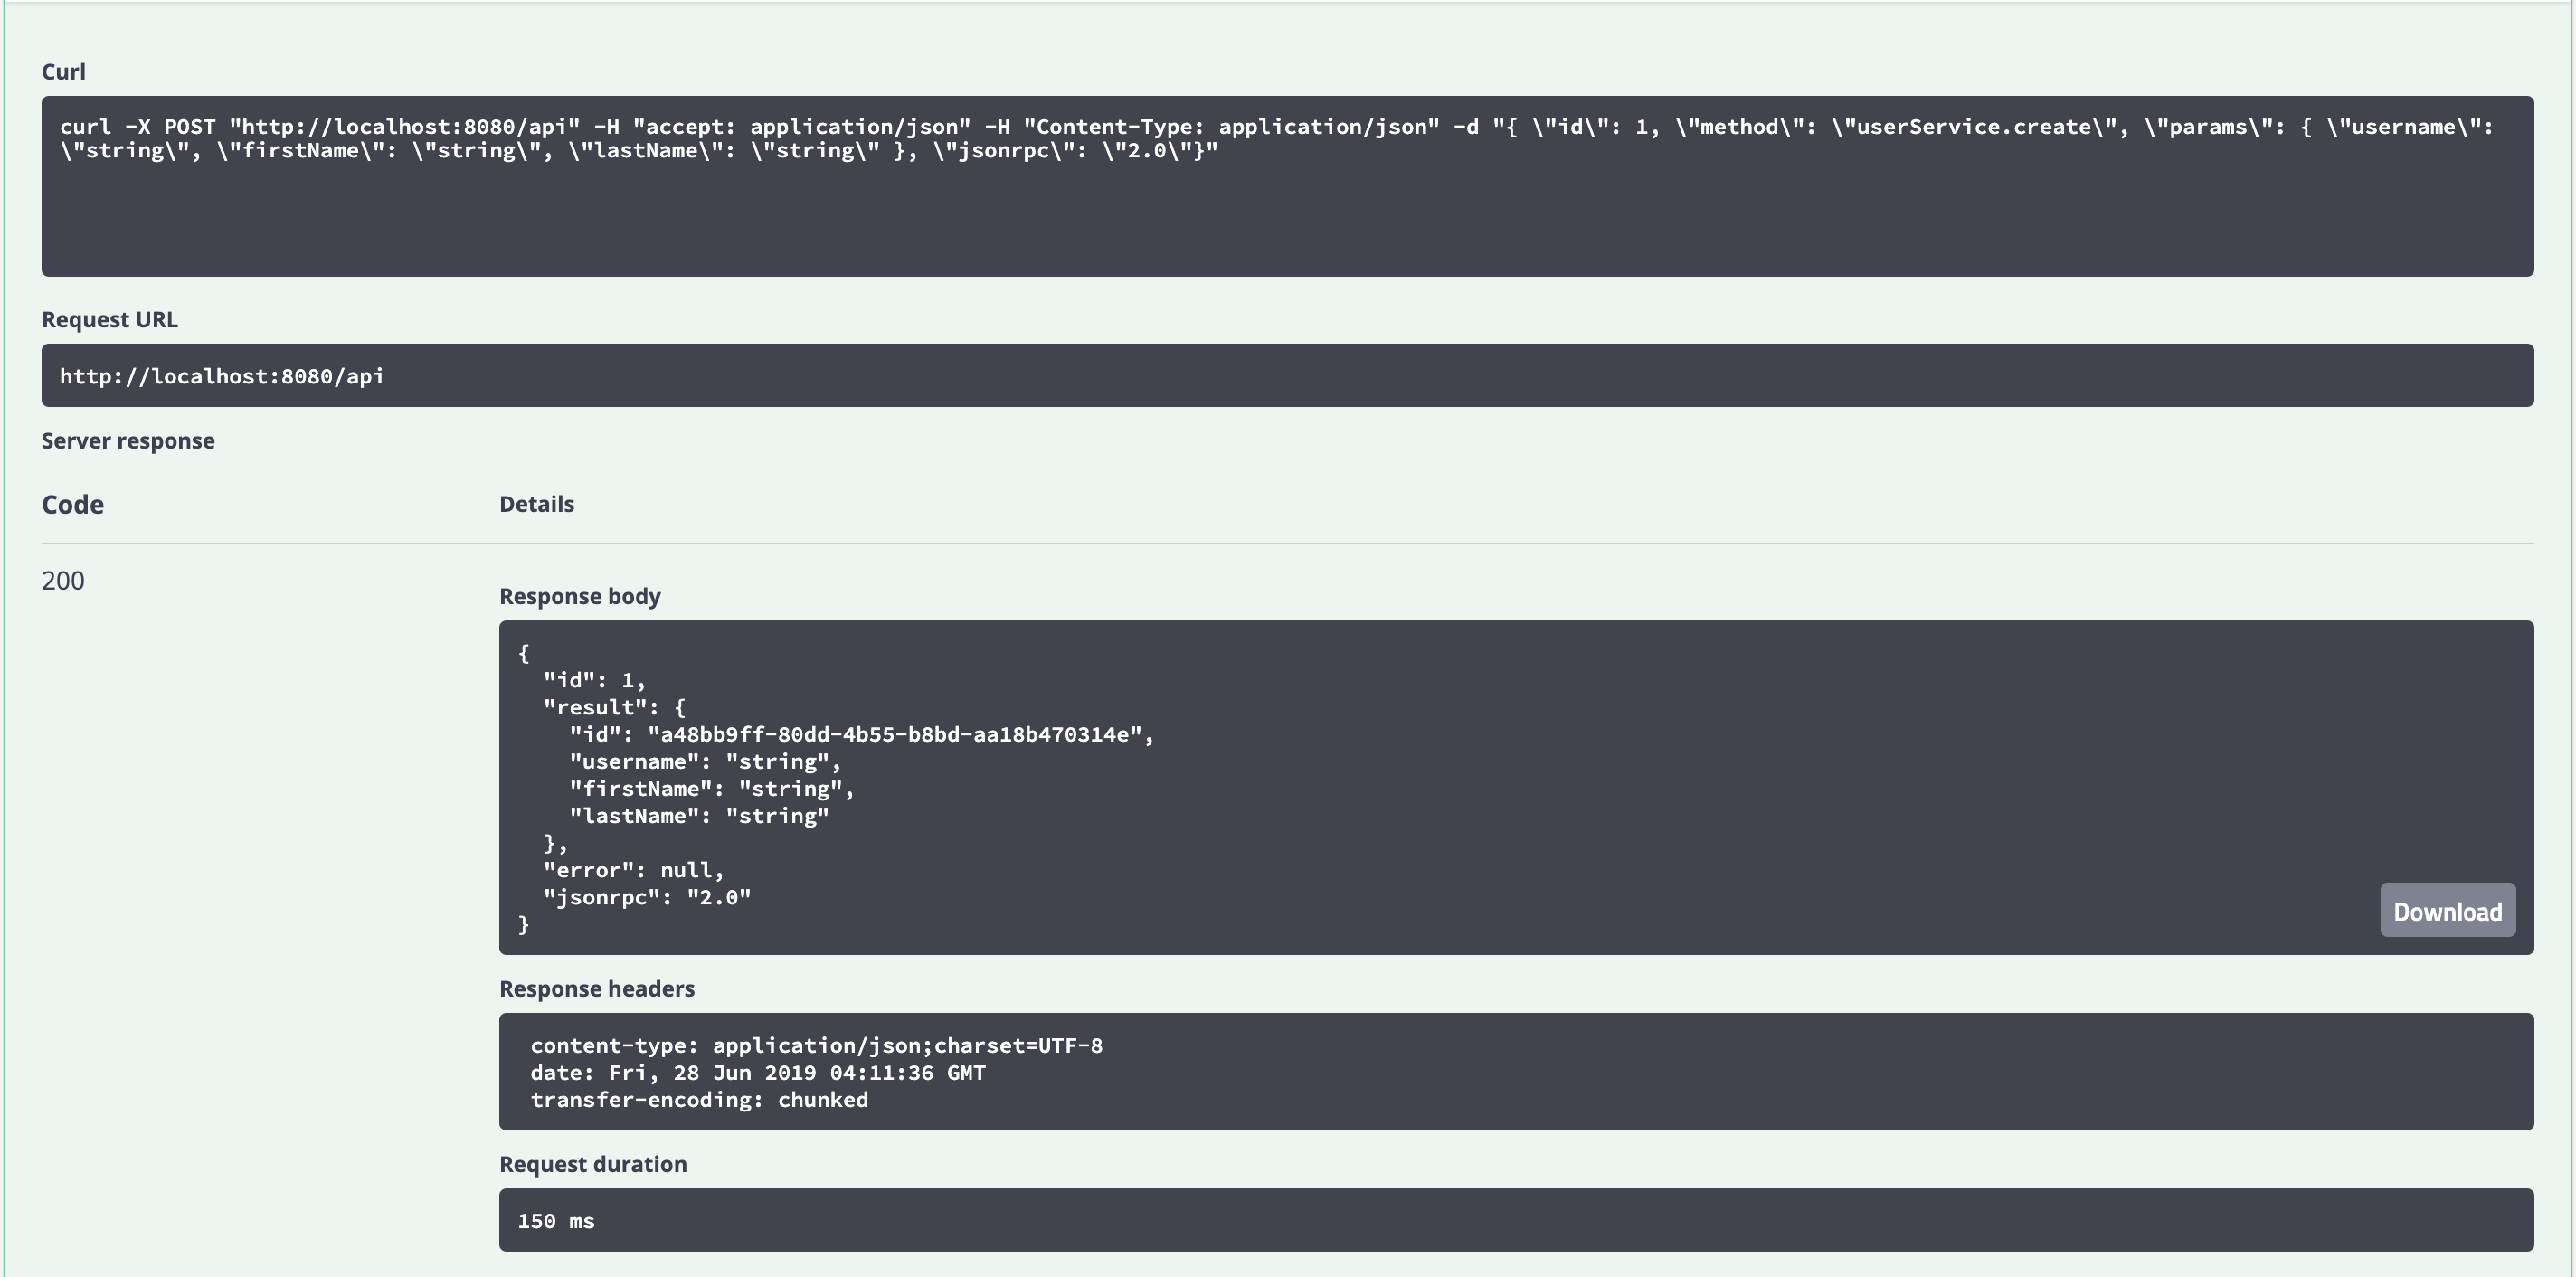 Curl
curl -X POST "http://localhost:8080/api" -H "accept: application/json" -H "Content-Type: application/json" -d "{ \"id\": 1, \"method\": \"userService.create\", \"params\": { \"username\":
\"string\", \"firstName\": \"string\", \"lastName\": \"string\" }, \"jsonrpc\": \"2.0\"}"
Request URL
http://localhost:8080/api
Server response
Code Details
200
Response body
{
  "id": 1,
  "result": {
    "id": "a48bb9ff-80dd-4b55-b8bd-aa18b470314e",
    "username": "string",
    "firstName": "string",
    "lastName": "string"
  },
  "error": null,
  "jsonrpc": "2.0"
}
Download
Response headers
content-type: application/json;charset=UTF-8
date: Fri, 28 Jun 2019 04:11:36 GMT
transfer-encoding: chunked
Request duration
150 ms